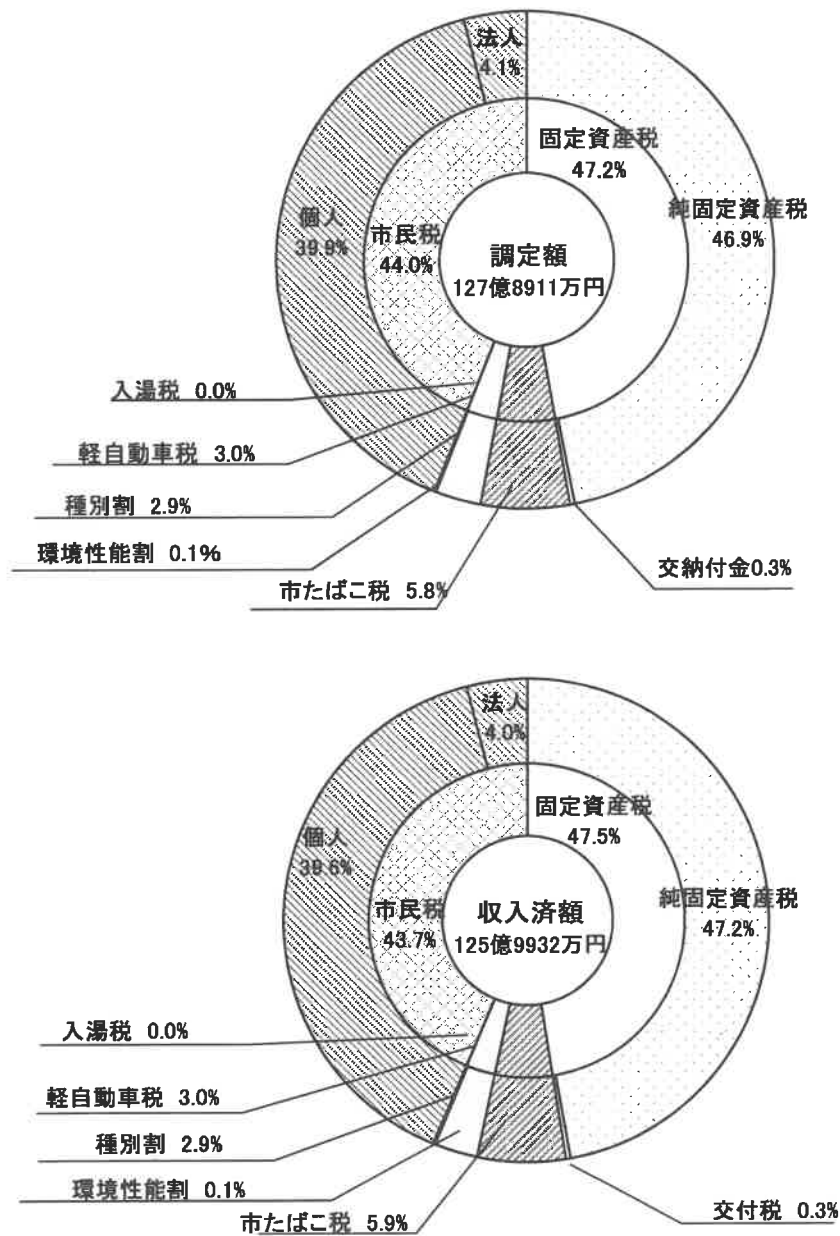 法人
4.1%
固定資産税
47.2%
純固定資産税
46.9%
個人
39.9%
市民税
44.0%
調定額
127億8911万円
入湯税 0.0%
軽自動車税 3.0%
種別割 2.9%
環境性能割 0.1%
市たばこ税 5.8%
交納付金0.3%
法人
4.0%
固定資産税
47.5%
個人
39.6%
純固定資産税
47.2%
市民税
43.7%
収入済額
125億9932万円
入湯税 0.0%
軽自動車税 3.0%
種別割 2.9%
環境性能割 0.1%
市たばこ税 5.9%
交付税 0.3%